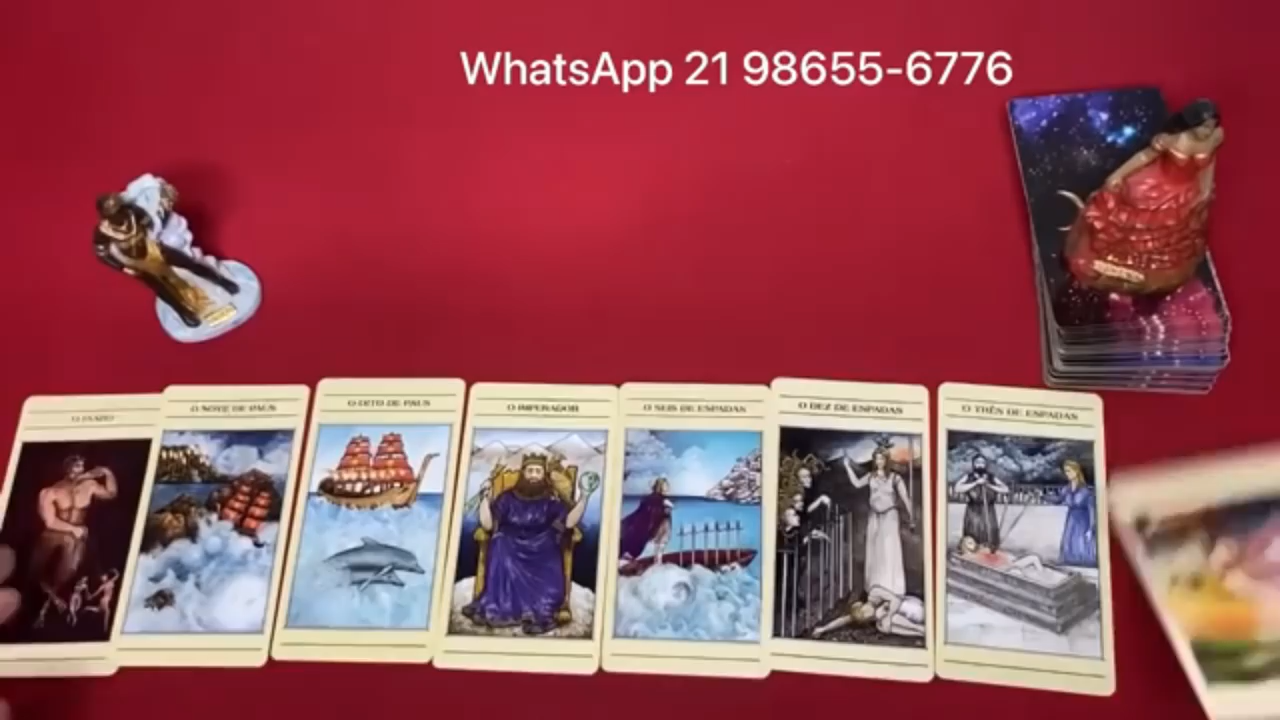 WhatsApp 21 98655-6776
O DIABO
O NOVE DE PAUS
O OITO DE PAUS
O IMPERADOR
O SEIS DE ESPADAS
O DEZ DE ESPADAS
O TRÊS DE ESPADAS